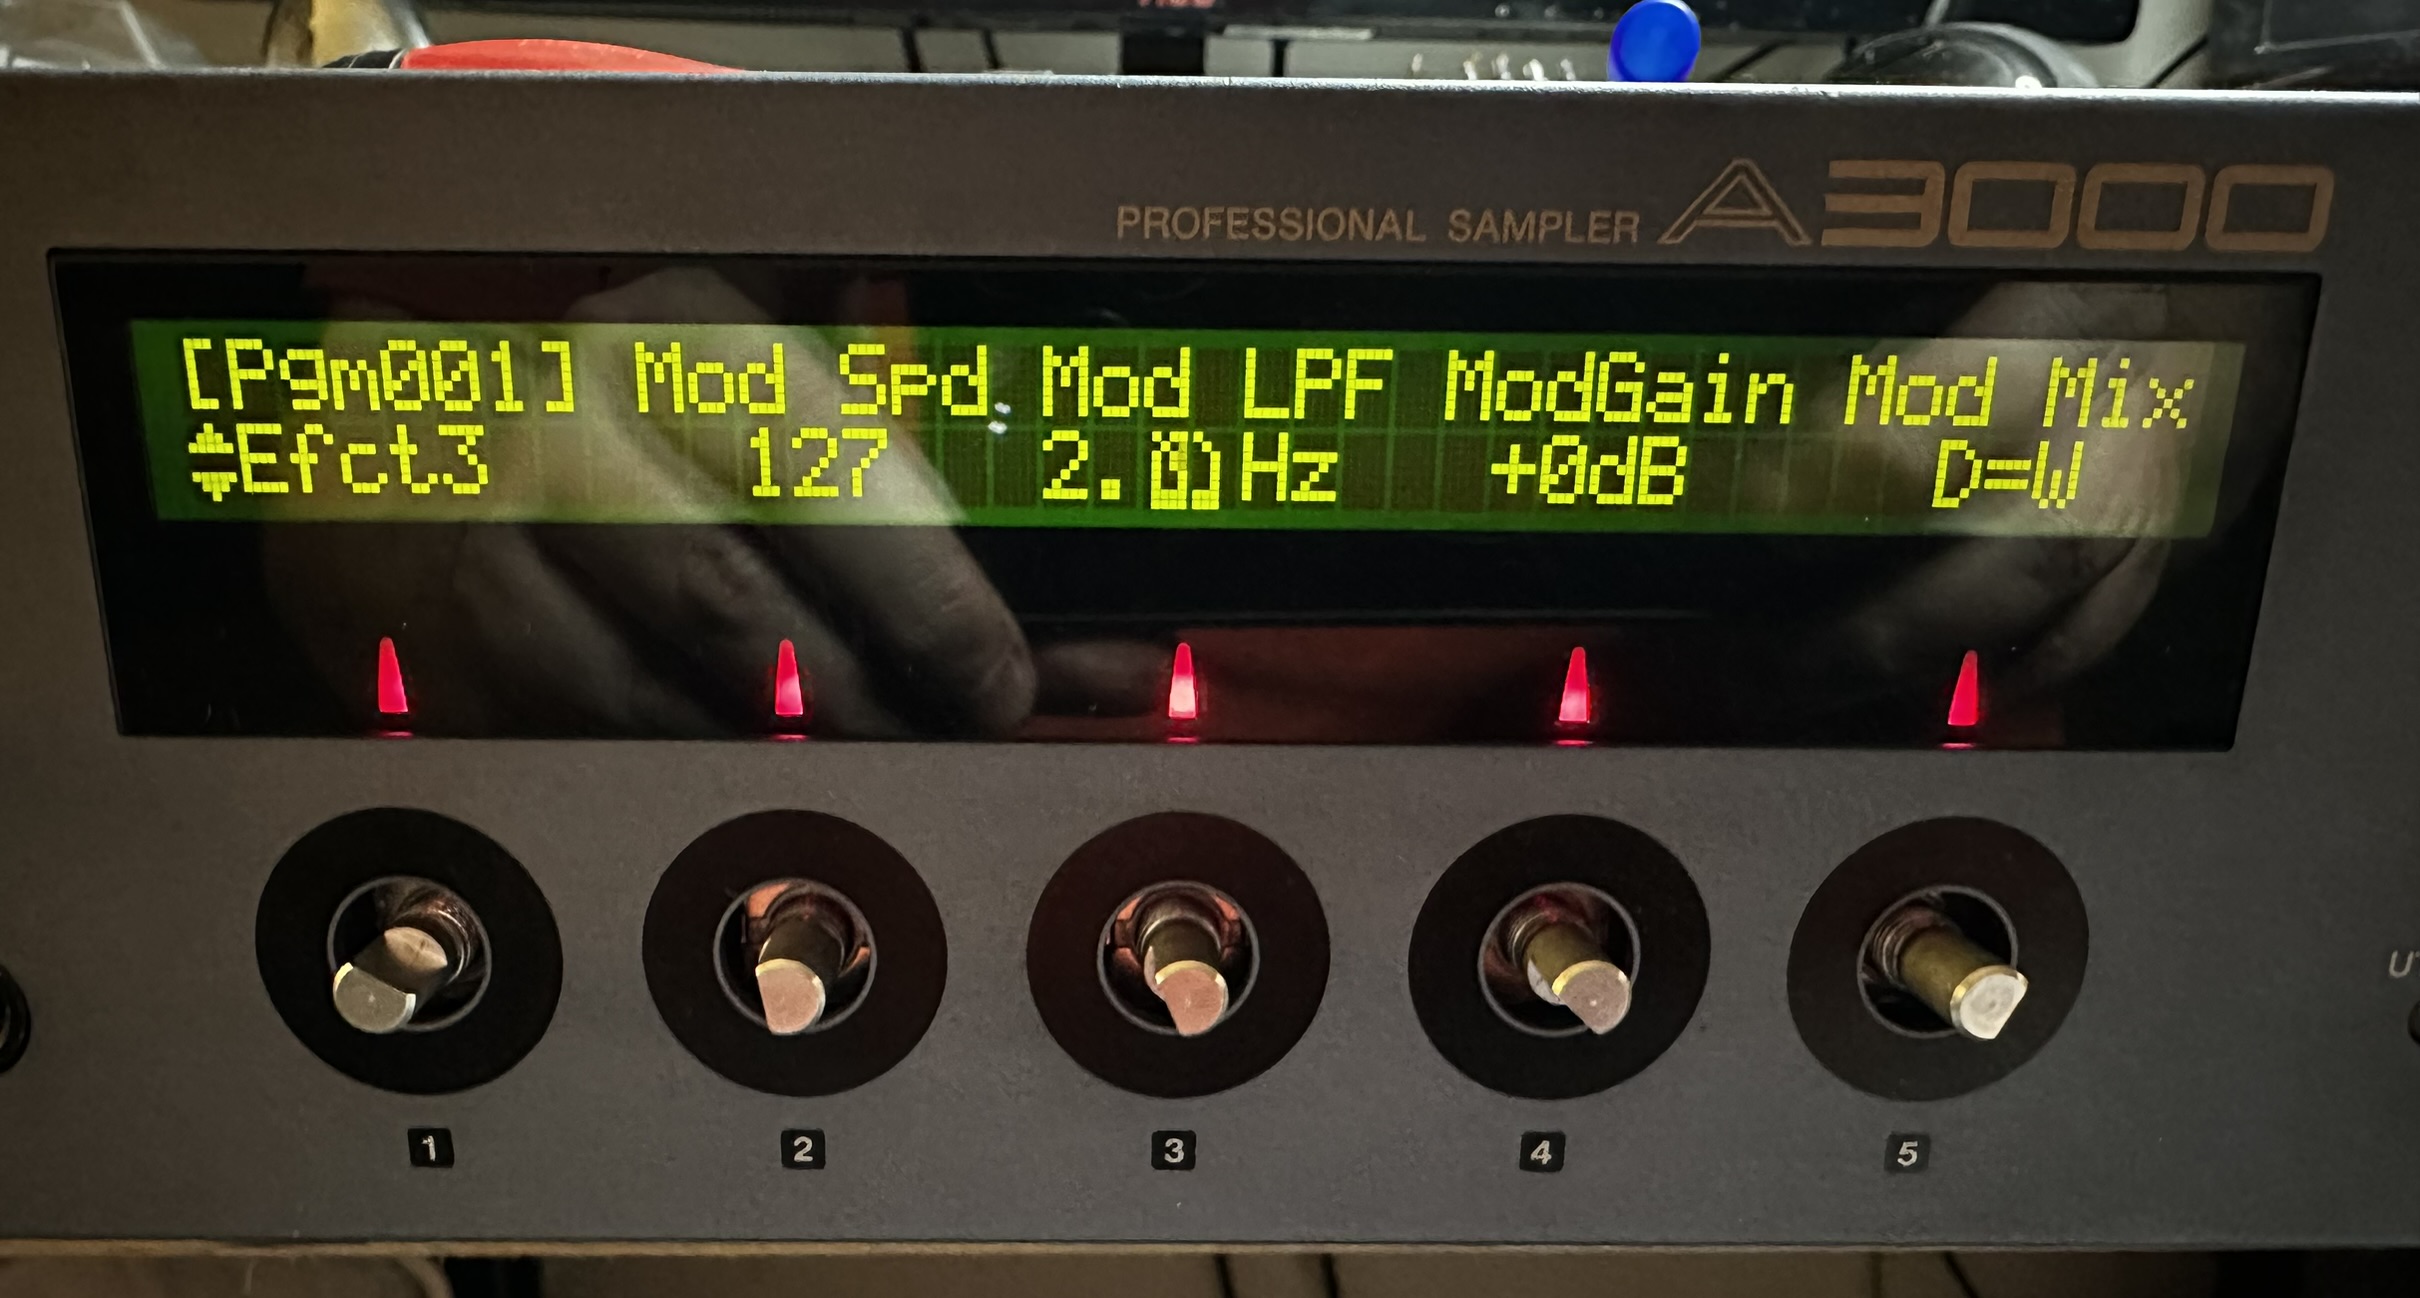 PROFESSIONAL SAMPLER A3000
[Pgm001] Mod Spd Mod LPF ModGain Mod Mix
Efct3 127 2. Hz +0dB D=W
1 2 3 4 5